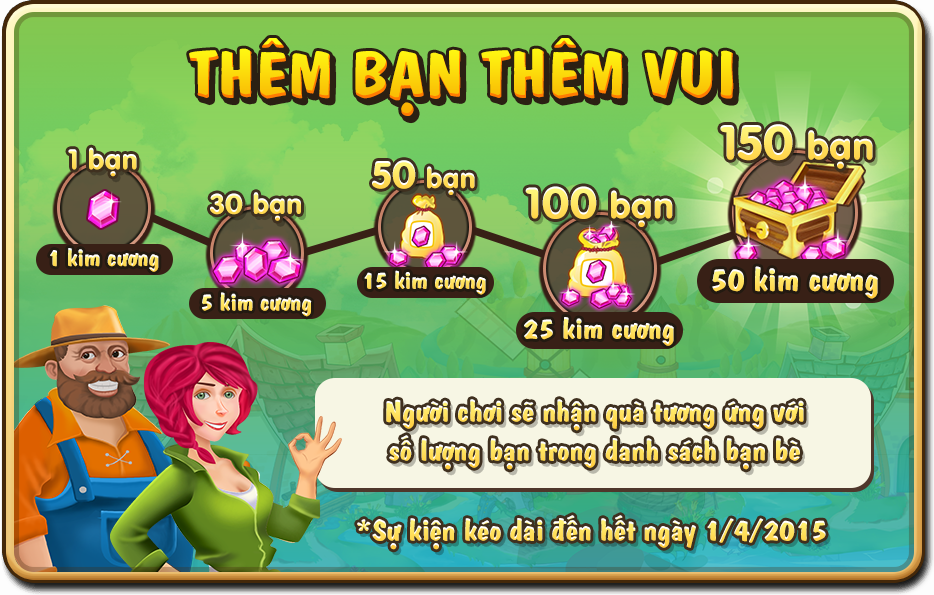 THÊM BẠN THÊM VUI
1 bạn
1 kim cương
30 bạn
5 kim cương
50 bạn
15 kim cương
100 bạn
25 kim cương
150 bạn
50 kim cương
Người chơi sẽ nhận quà tương ứng với
số lượng bạn trong danh sách bạn bè
*Sự kiện kéo dài đến hết ngày 1/4/2015